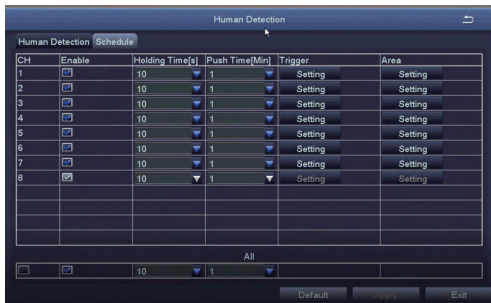 Human Detection
Human Detection Schedule
CH Enable Holding Time[s] Push Time[Min] Trigger Area
1 10 1 Setting Setting
2 10 1 Setting Setting
3 10 1 Setting Setting
4 10 1 Setting Setting
5 10 1 Setting Setting
6 10 1 Setting Setting
7 10 1 Setting Setting
8 10 1 Setting Setting
All
10 1
Default Apply Exit